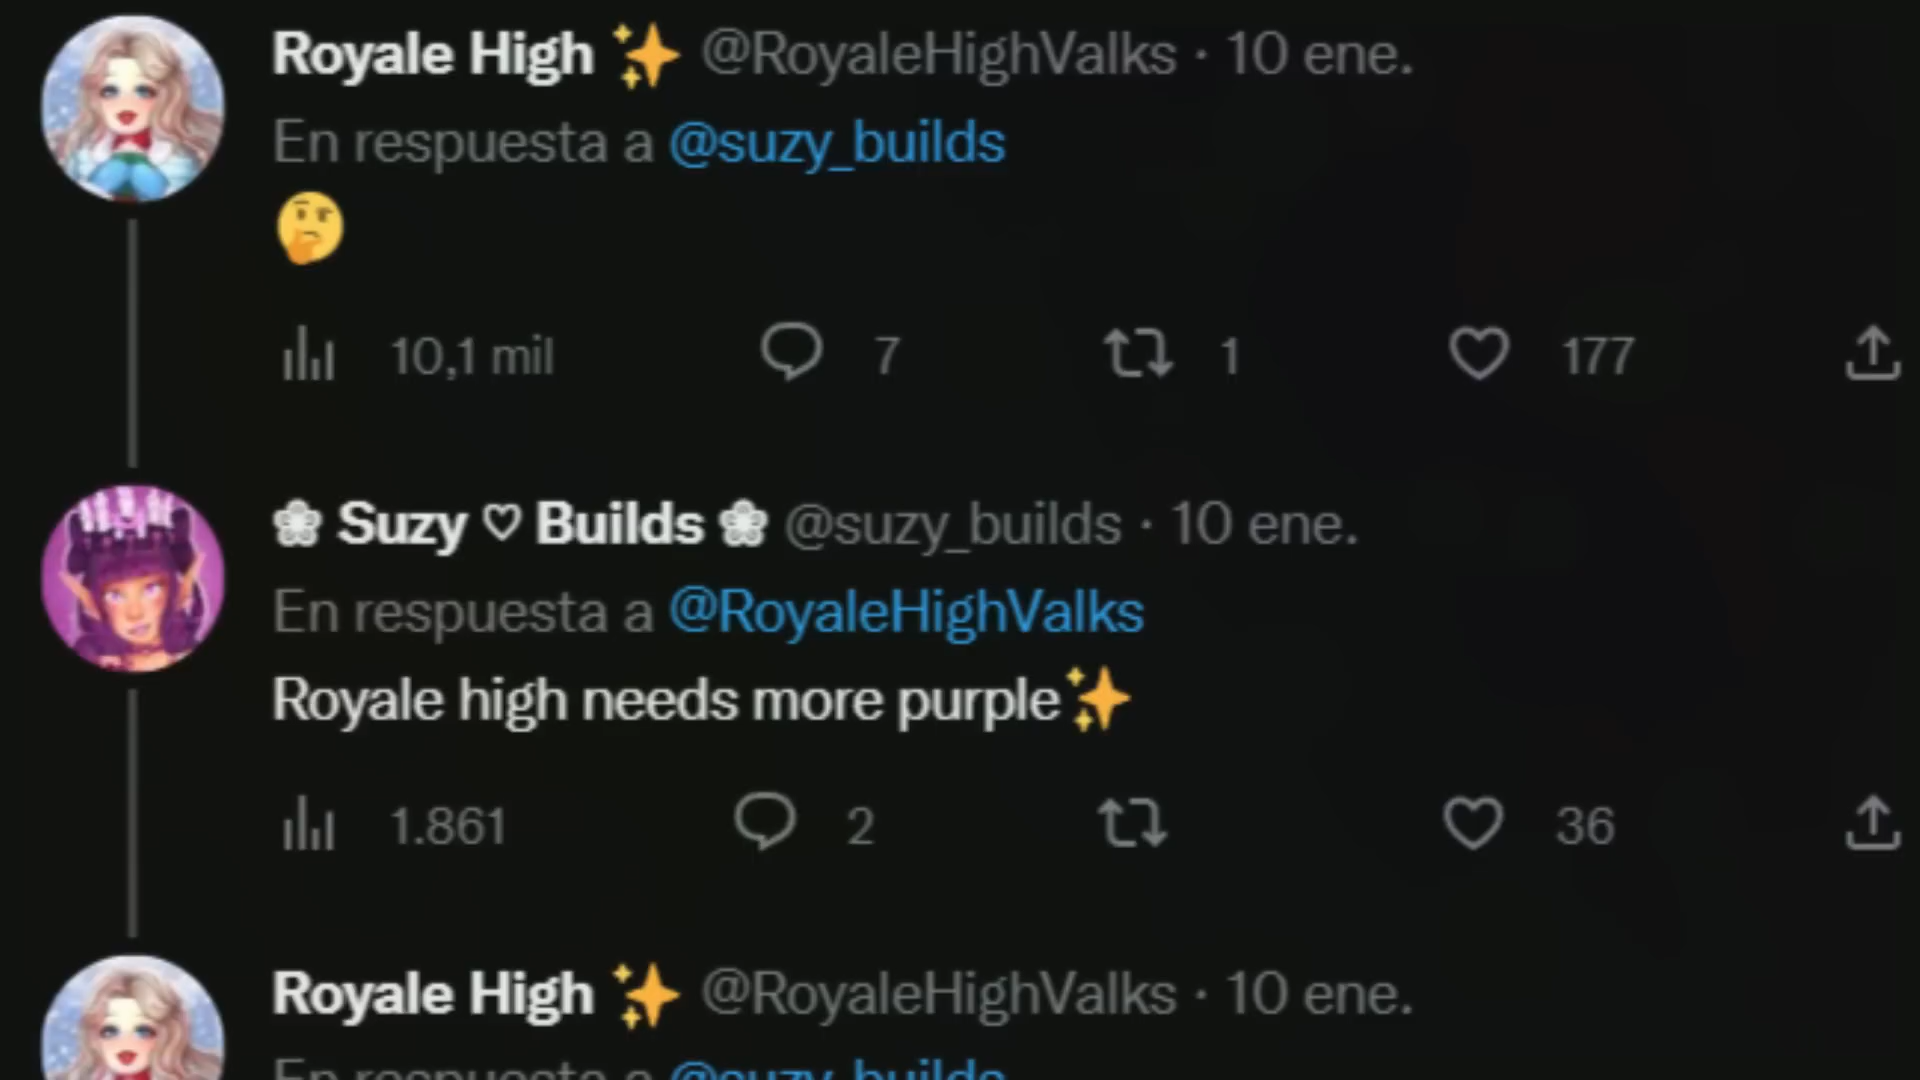 Royale High ✨ @RoyaleHighValks · 10 ene.
En respuesta a @suzy_builds
🤔
10,1 mil 7 1 177
❀ Suzy ♡ Builds ❀ @suzy_builds · 10 ene.
En respuesta a @RoyaleHighValks
Royale high needs more purple✨
1.861 2 36
Royale High ✨ @RoyaleHighValks · 10 ene.
En respuesta a @suzy_builds